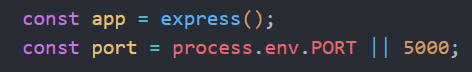 const app = express();
const port = process.env.PORT || 5000;